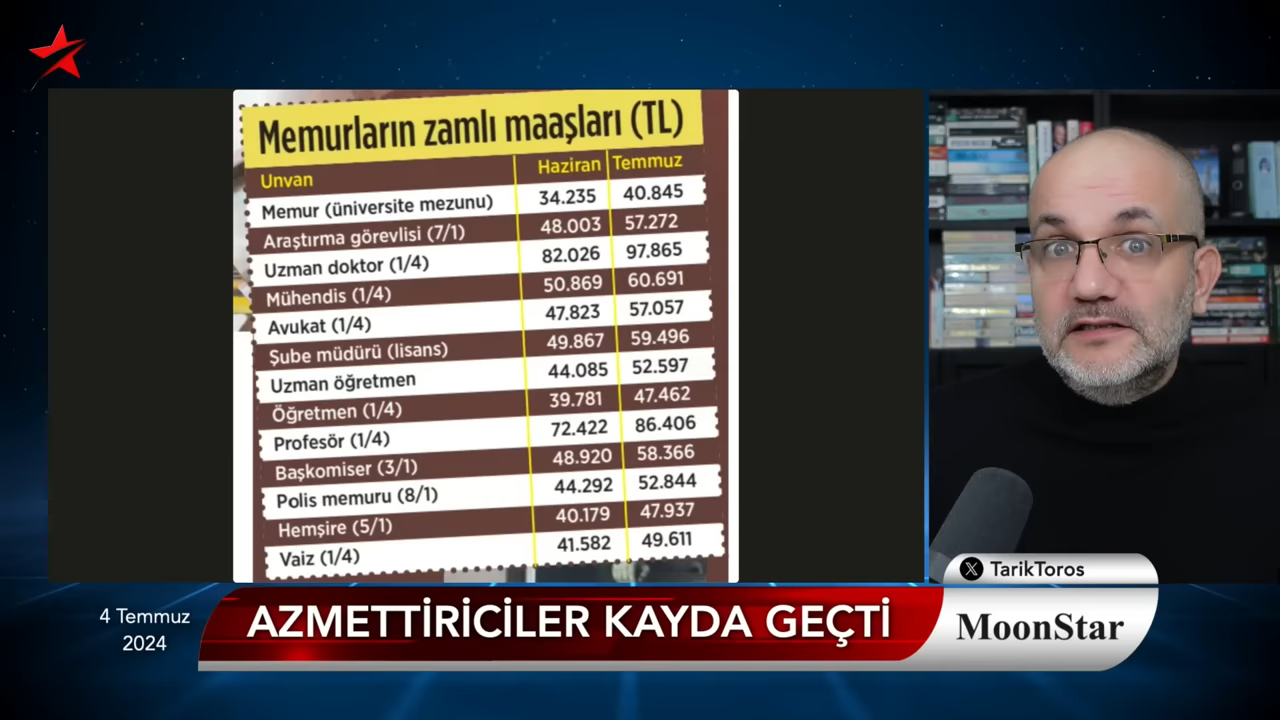 Memurların zamlı maaşları (TL)
Unvan Haziran Temmuz
Memur (üniversite mezunu) 34.235 40.845
Araştırma görevlisi (7/1) 48.003 57.272
Uzman doktor (1/4) 82.026 97.865
Mühendis (1/4) 50.869 60.691
Avukat (1/4) 47.823 57.057
Şube müdürü (lisans) 49.867 59.496
Uzman öğretmen 44.085 52.597
Öğretmen (1/4) 39.781 47.462
Profesör (1/4) 72.422 86.406
Başkomiser (3/1) 48.920 58.366
Polis memuru (8/1) 44.292 52.844
Hemşire (5/1) 40.179 47.937
Vaiz (1/4) 41.582 49.611
X TarikToros
4 Temmuz
2024
AZMETTİRİCİLER KAYDA GEÇTİ
MoonStar